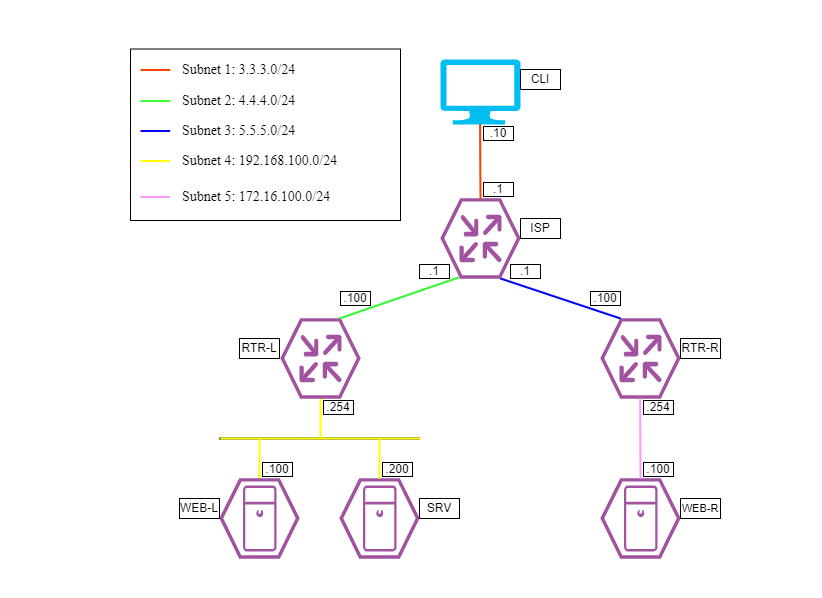 Subnet 1: 3.3.3.0/24
Subnet 2: 4.4.4.0/24
Subnet 3: 5.5.5.0/24
Subnet 4: 192.168.100.0/24
Subnet 5: 172.16.100.0/24
CLI
.10
.1
ISP
.1
.1
.100
.100
RTR-L
RTR-R
.254
.254
.100
.200
.100
WEB-L
SRV
WEB-R